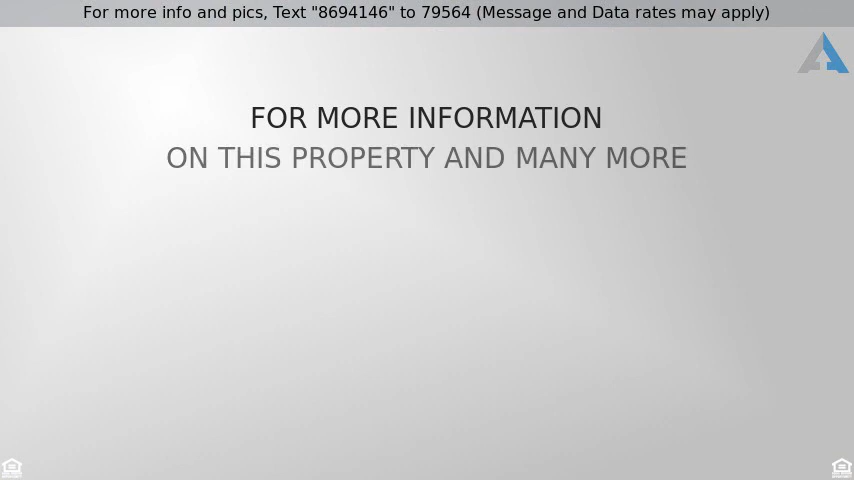 For more info and pics, Text "8694146" to 79564 (Message and Data rates may apply)
FOR MORE INFORMATION
ON THIS PROPERTY AND MANY MORE